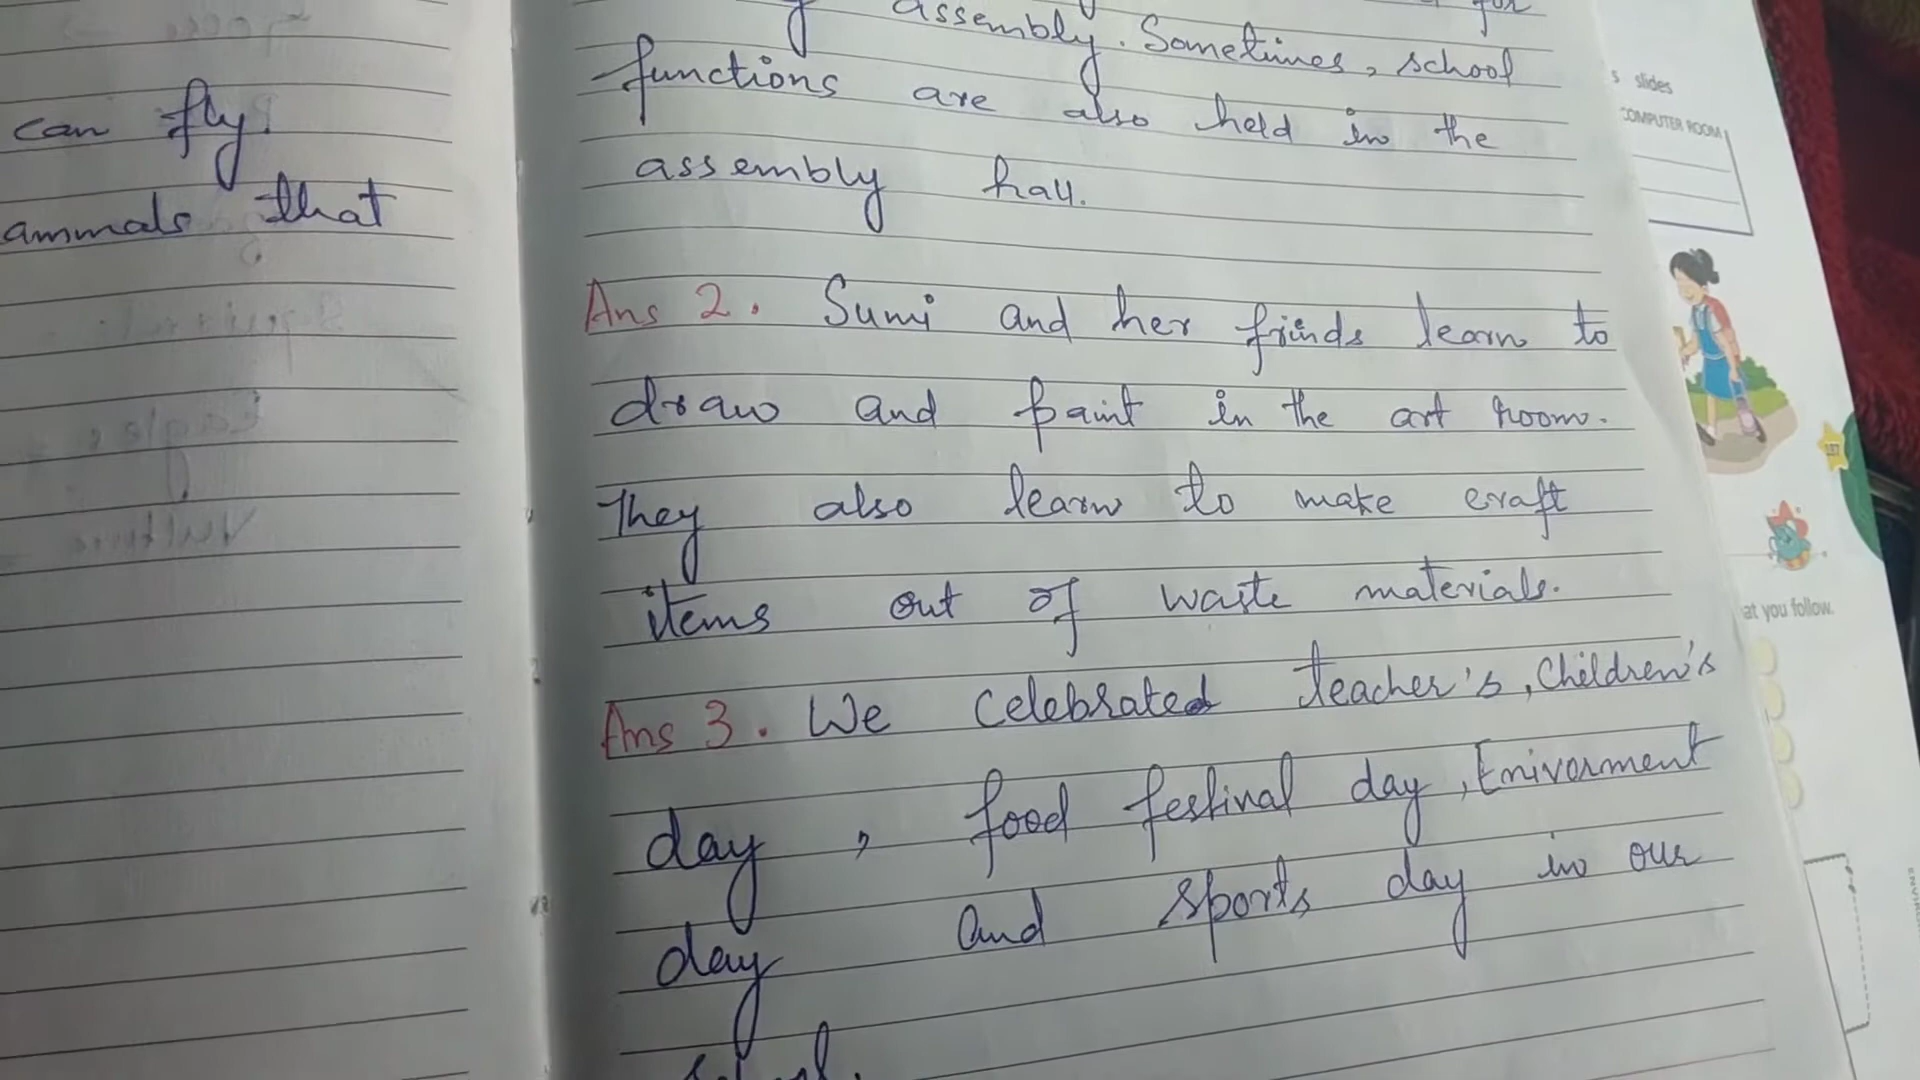 can fly.
that
assembly. Sometimes, school
functions are also held in the
assembly hall.
Ans 2. Sumi and her friends learn to
draw and paint in the art room.
They also learn to make craft
items out of waste materials.
Ans 3. We celebrated teacher's, Children's
day, food festival day, Enivorment
day and sports day in our
school.
s slides
COMPUTER ROOM
187
at you follow.